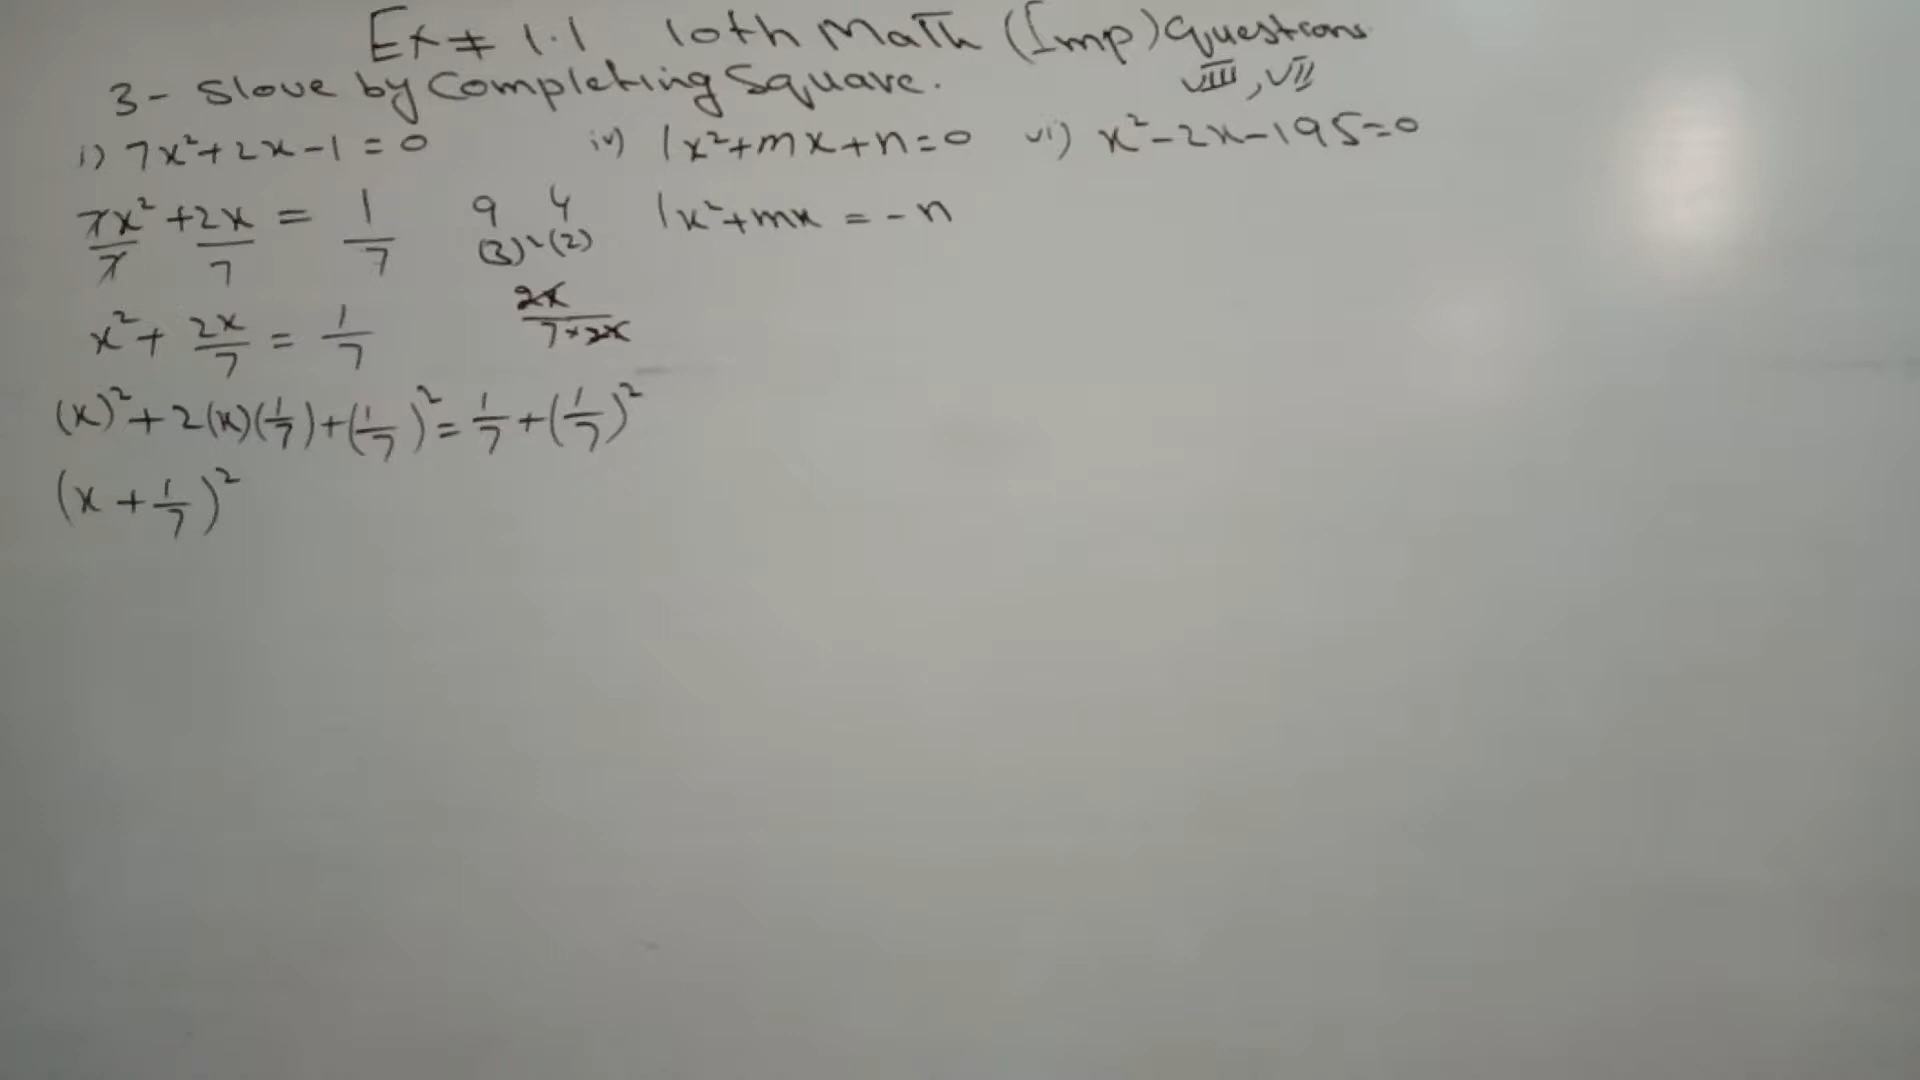 Ex ≠ 1.1 10th Math (Imp) Questions
VIII, VII
3- Slove by Completing Square.
i) 7x²+2x-1=0 iv) lx²+mx+n=0 vi) x²-2x-195=0
7x²/7 + 2x/7 = 1/7 9 4 lx²+mx = -n
(3)² (2)
x² + 2x/7 = 1/7 2x/7×2x
(x)² + 2(x)(1/7) + (1/7)² = 1/7 + (1/7)²
(x + 1/7)²